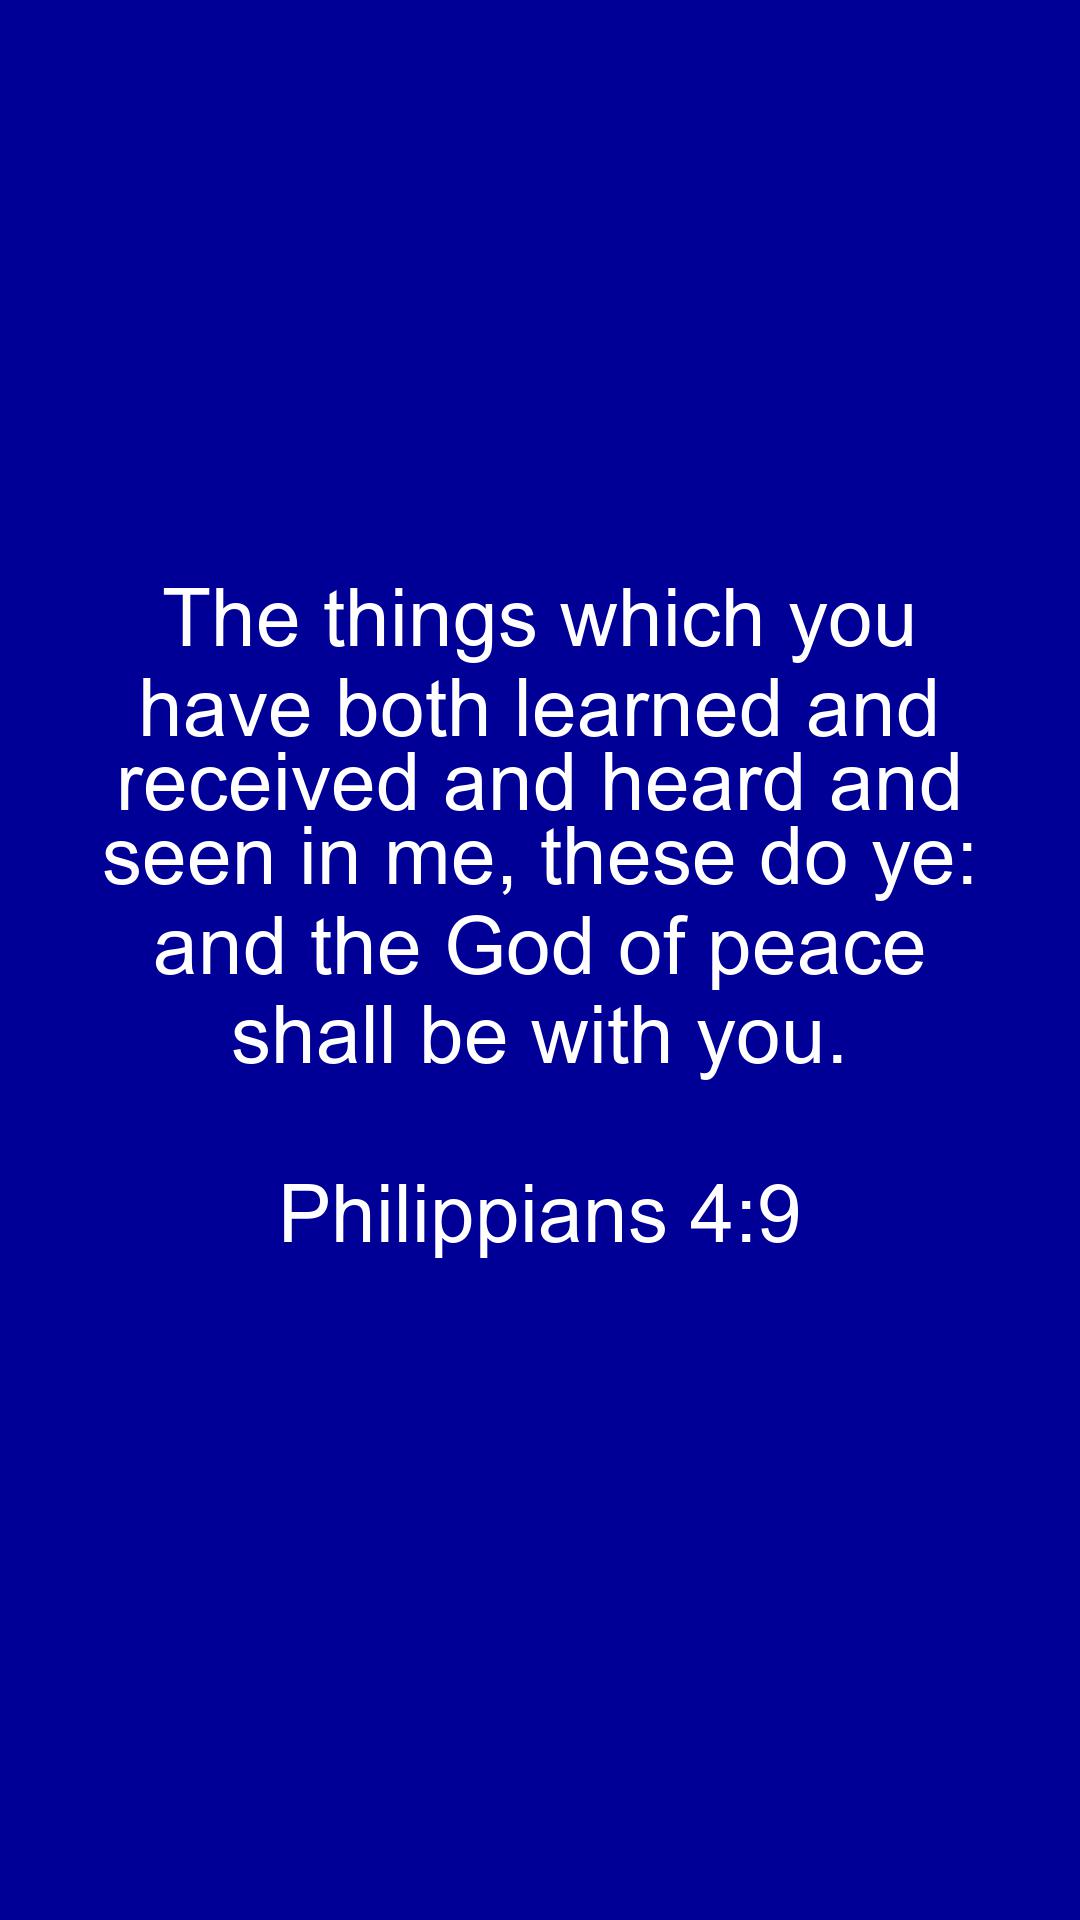 The things which you
have both learned and
received and heard and
seen in me, these do ye:
and the God of peace
shall be with you.
Philippians 4:9